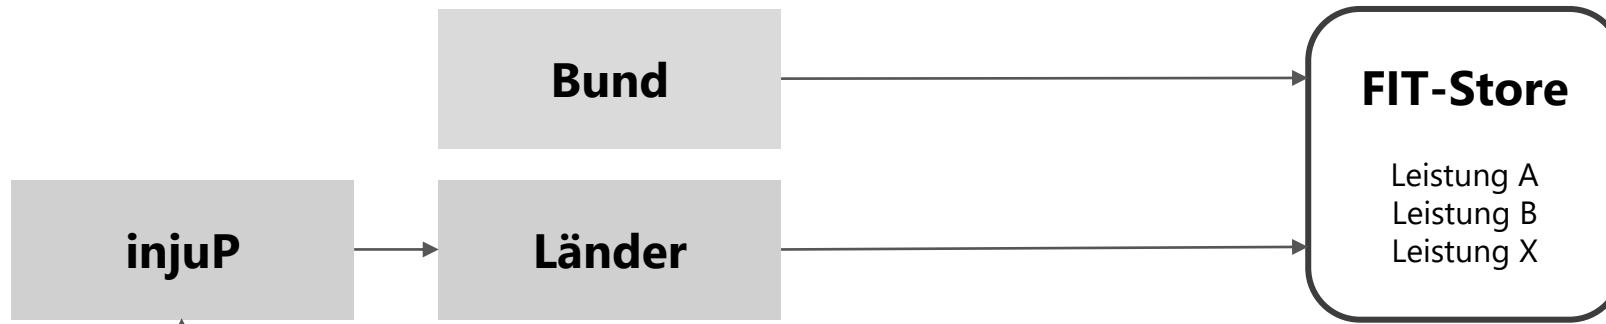 Bund
FIT-Store
Leistung A
Leistung B
Leistung X
injuP
Länder